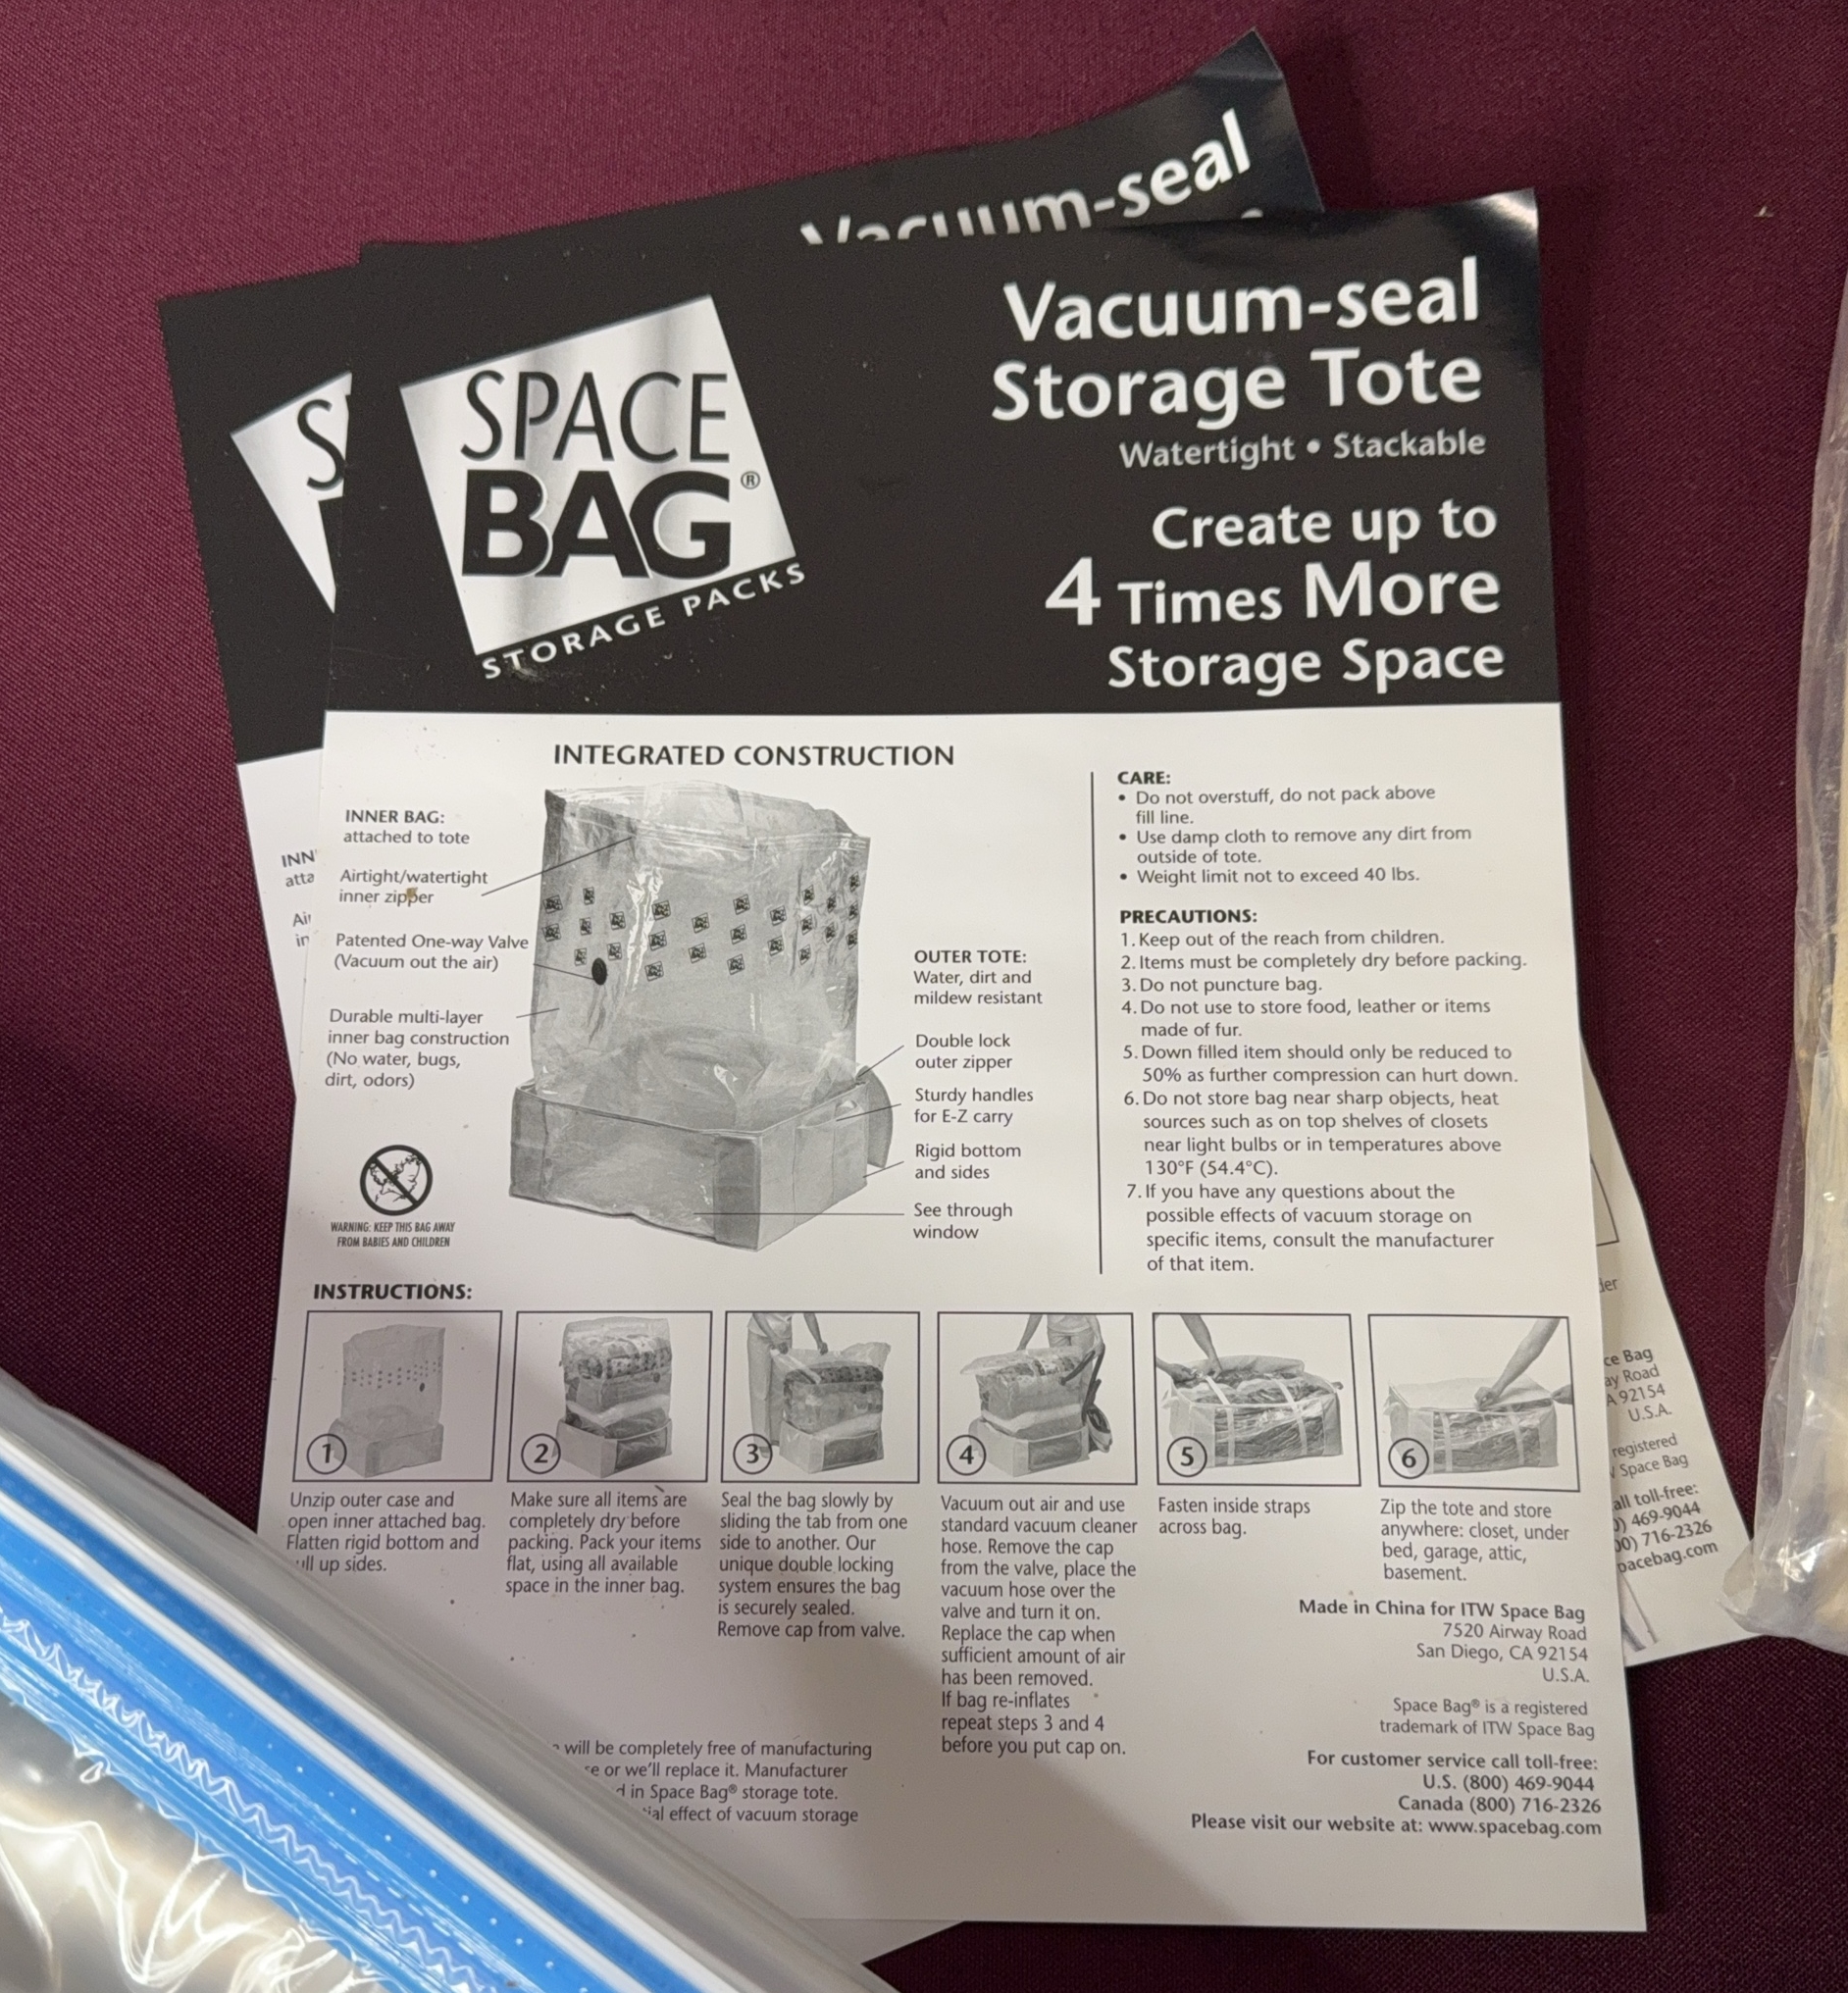 Vacuum-seal
S
SPACE
BAG®
STORAGE PACKS
Vacuum-seal
Storage Tote
Watertight • Stackable
Create up to
4 Times More
Storage Space
INTEGRATED CONSTRUCTION
INNER BAG:
attached to tote
Airtight/watertight
inner zipper
Patented One-way Valve
(Vacuum out the air)
Durable multi-layer
inner bag construction
(No water, bugs,
dirt, odors)
WARNING: KEEP THIS BAG AWAY
FROM BABIES AND CHILDREN
OUTER TOTE:
Water, dirt and
mildew resistant
Double lock
outer zipper
Sturdy handles
for E-Z carry
Rigid bottom
and sides
See through
window
CARE:
• Do not overstuff, do not pack above
fill line.
• Use damp cloth to remove any dirt from
outside of tote.
• Weight limit not to exceed 40 lbs.
PRECAUTIONS:
1. Keep out of the reach from children.
2. Items must be completely dry before packing.
3. Do not puncture bag.
4. Do not use to store food, leather or items
made of fur.
5. Down filled item should only be reduced to
50% as further compression can hurt down.
6. Do not store bag near sharp objects, heat
sources such as on top shelves of closets
near light bulbs or in temperatures above
130°F (54.4°C).
7. If you have any questions about the
possible effects of vacuum storage on
specific items, consult the manufacturer
of that item.
INSTRUCTIONS:
1
Unzip outer case and
open inner attached bag.
Flatten rigid bottom and
up sides.
2
Make sure all items are
completely dry before
packing. Pack your items
flat, using all available
space in the inner bag.
3
Seal the bag slowly by
sliding the tab from one
side to another. Our
unique double locking
system ensures the bag
is securely sealed.
Remove cap from valve.
4
Vacuum out air and use
standard vacuum cleaner
hose. Remove the cap
from the valve, place the
vacuum hose over the
valve and turn it on.
Replace the cap when
sufficient amount of air
has been removed.
If bag re-inflates
repeat steps 3 and 4
before you put cap on.
5
Fasten inside straps
across bag.
6
Zip the tote and store
anywhere: closet, under
bed, garage, attic,
basement.
will be completely free of manufacturing
or we'll replace it. Manufacturer
in Space Bag® storage tote.
effect of vacuum storage
Made in China for ITW Space Bag
7520 Airway Road
San Diego, CA 92154
U.S.A.
Space Bag® is a registered
trademark of ITW Space Bag
For customer service call toll-free:
U.S. (800) 469-9044
Canada (800) 716-2326
Please visit our website at: www.spacebag.com
INN
atta
Air
in
Bag
Road
92154
U.S.A.
registered
Space Bag
all toll-free:
469-9044
716-2326
pacebag.com